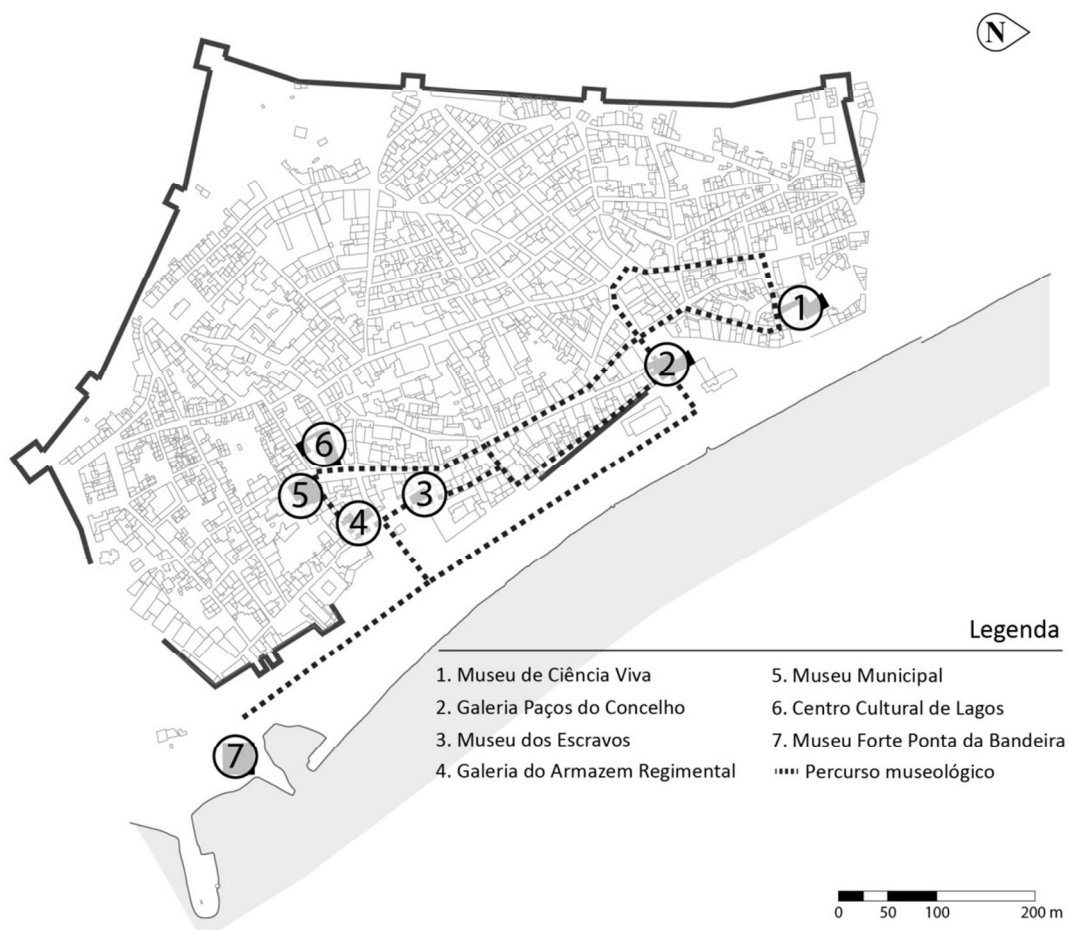 N
1
2
6
5
3
4
7
Legenda
1. Museu de Ciência Viva
2. Galeria Paços do Concelho
3. Museu dos Escravos
4. Galeria do Armazem Regimental
5. Museu Municipal
6. Centro Cultural de Lagos
7. Museu Forte Ponta da Bandeira
Percurso museológico
0 50 100 200 m